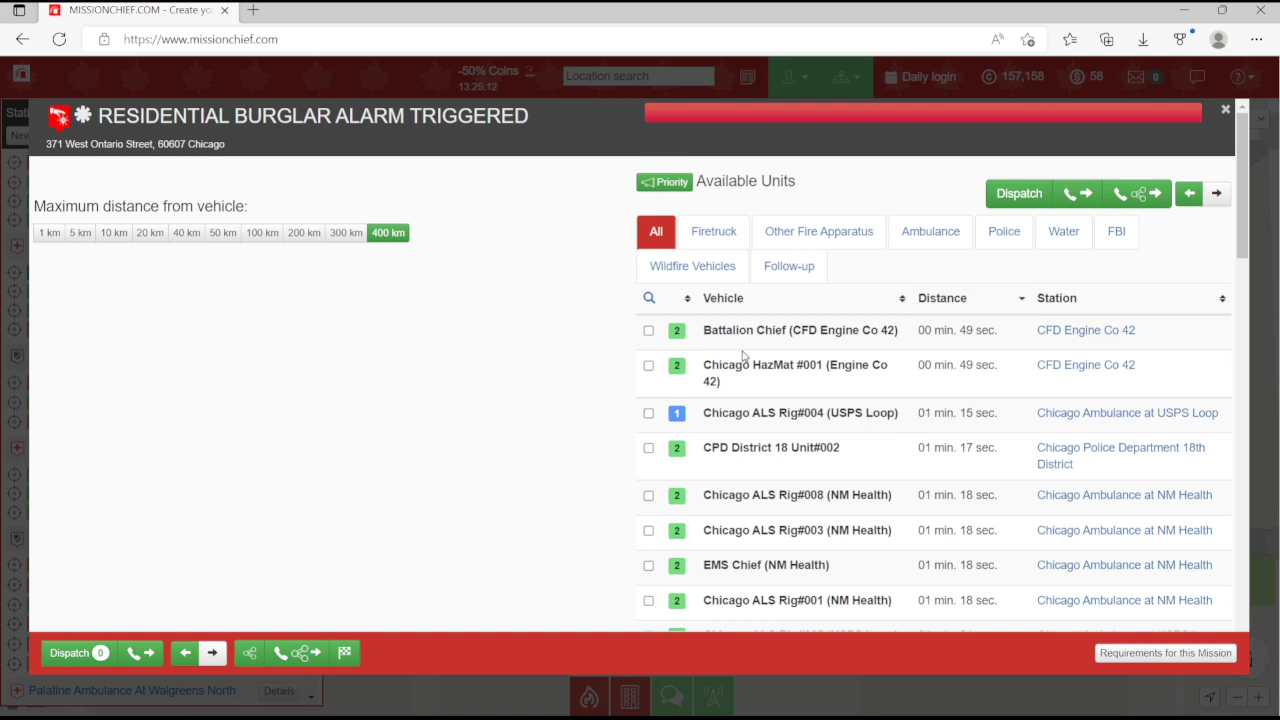 MISSIONCHIEF.COM - Create yo
https://www.missionchief.com
-50% Coins
13:25:12
Location search
Daily login
157,158
58
0
RESIDENTIAL BURGLAR ALARM TRIGGERED
371 West Ontario Street, 60607 Chicago
Priority
Available Units
Dispatch
Maximum distance from vehicle:
1 km 5 km 10 km 20 km 40 km 50 km 100 km 200 km 300 km 400 km
All Firetruck Other Fire Apparatus Ambulance Police Water FBI
Wildfire Vehicles Follow-up
Vehicle Distance Station
2 Battalion Chief (CFD Engine Co 42) 00 min. 49 sec. CFD Engine Co 42
2 Chicago HazMat #001 (Engine Co 42) 00 min. 49 sec. CFD Engine Co 42
1 Chicago ALS Rig#004 (USPS Loop) 01 min. 15 sec. Chicago Ambulance at USPS Loop
2 CPD District 18 Unit#002 01 min. 17 sec. Chicago Police Department 18th District
2 Chicago ALS Rig#008 (NM Health) 01 min. 18 sec. Chicago Ambulance at NM Health
2 Chicago ALS Rig#003 (NM Health) 01 min. 18 sec. Chicago Ambulance at NM Health
2 EMS Chief (NM Health) 01 min. 18 sec. Chicago Ambulance at NM Health
2 Chicago ALS Rig#001 (NM Health) 01 min. 18 sec. Chicago Ambulance at NM Health
Dispatch 0
Requirements for this Mission
Palatine Ambulance At Walgreens North Details